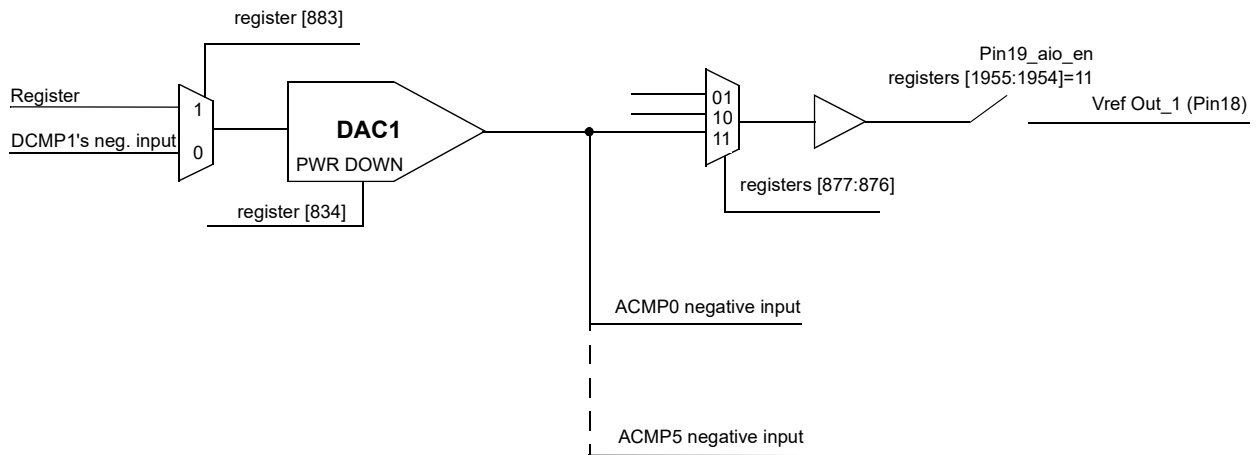 register [883]
Pin19_aio_en
registers [1955:1954]=11
Register
1
01
Vref Out_1 (Pin18)
10
DAC1
DCMP1's neg. input
0
11
PWR DOWN
registers [877:876]
register [834]
ACMP0 negative input
ACMP5 negative input